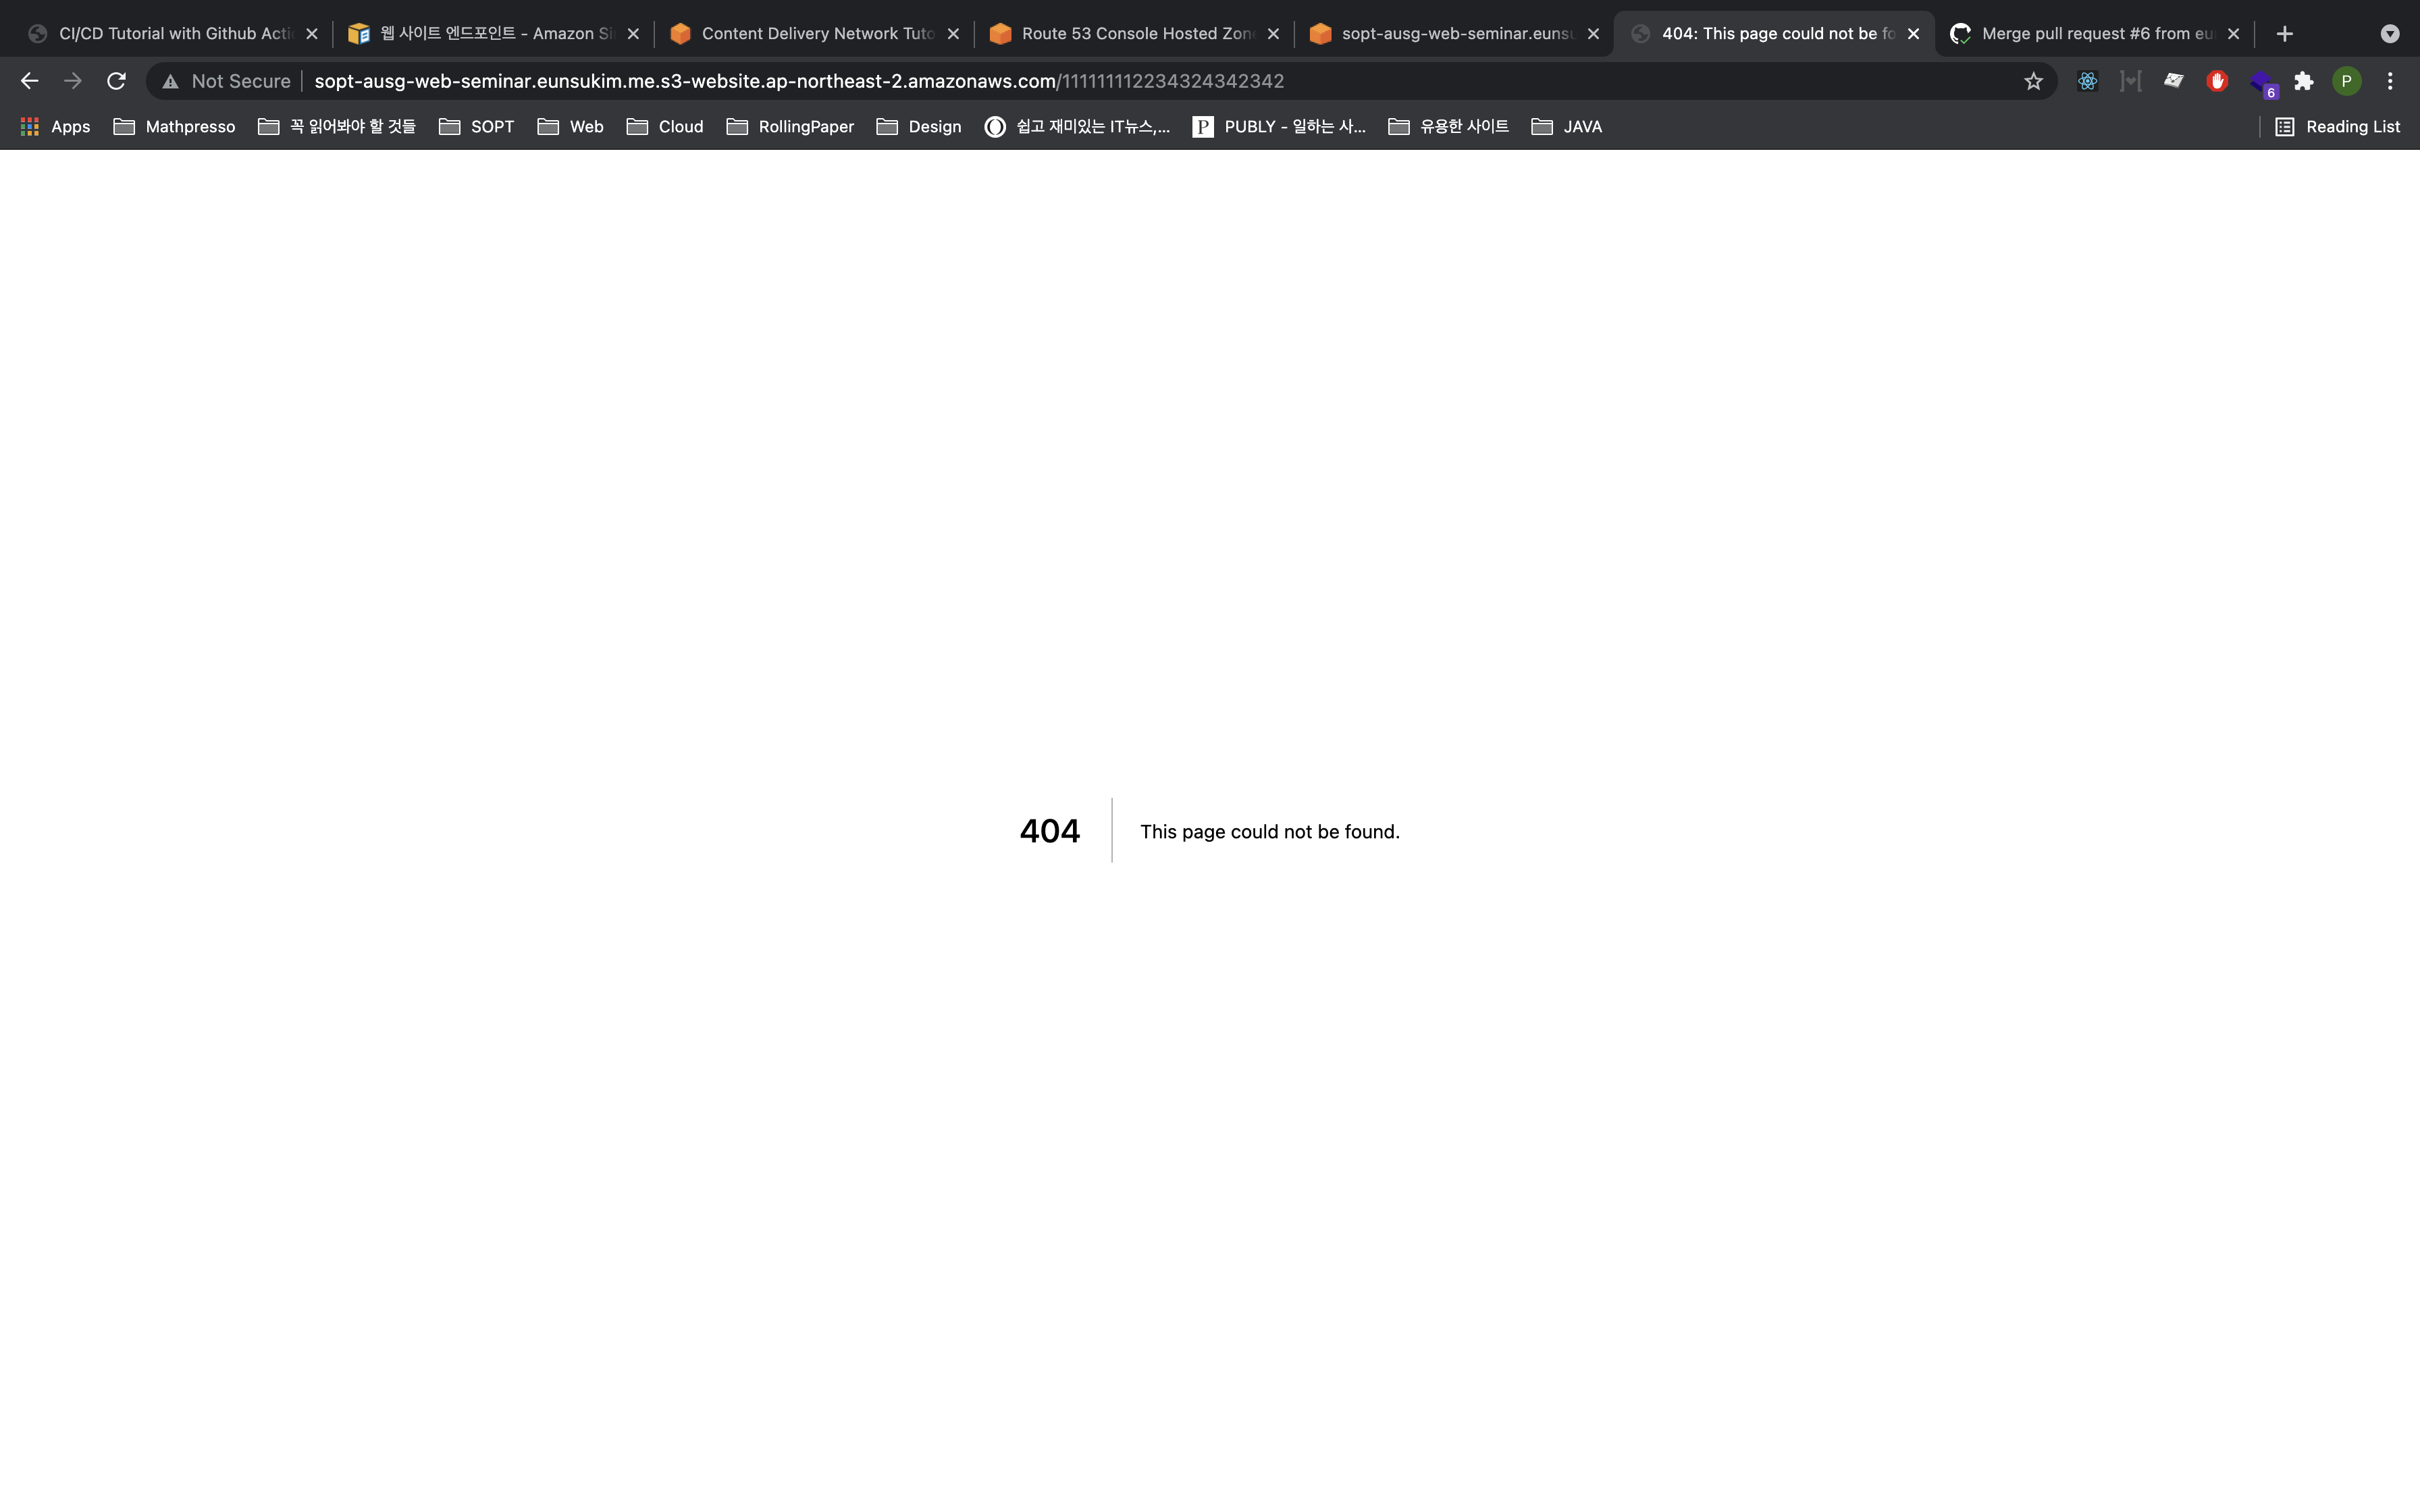 CI/CD Tutorial with Github Acti
웹 사이트 엔드포인트 - Amazon Si
Content Delivery Network Tuto
Route 53 Console Hosted Zon
sopt-ausg-web-seminar.euns
404: This page could not be fo
Merge pull request #6 from eu
Not Secure
sopt-ausg-web-seminar.eunsukim.me.s3-website.ap-northeast-2.amazonaws.com/111111112234324342342
6
P
Apps
Mathpresso
꼭 읽어봐야 할 것들
SOPT
Web
Cloud
RollingPaper
Design
쉽고 재미있는 IT뉴스,...
P
PUBLY - 일하는 사...
유용한 사이트
JAVA
Reading List
404
This page could not be found.